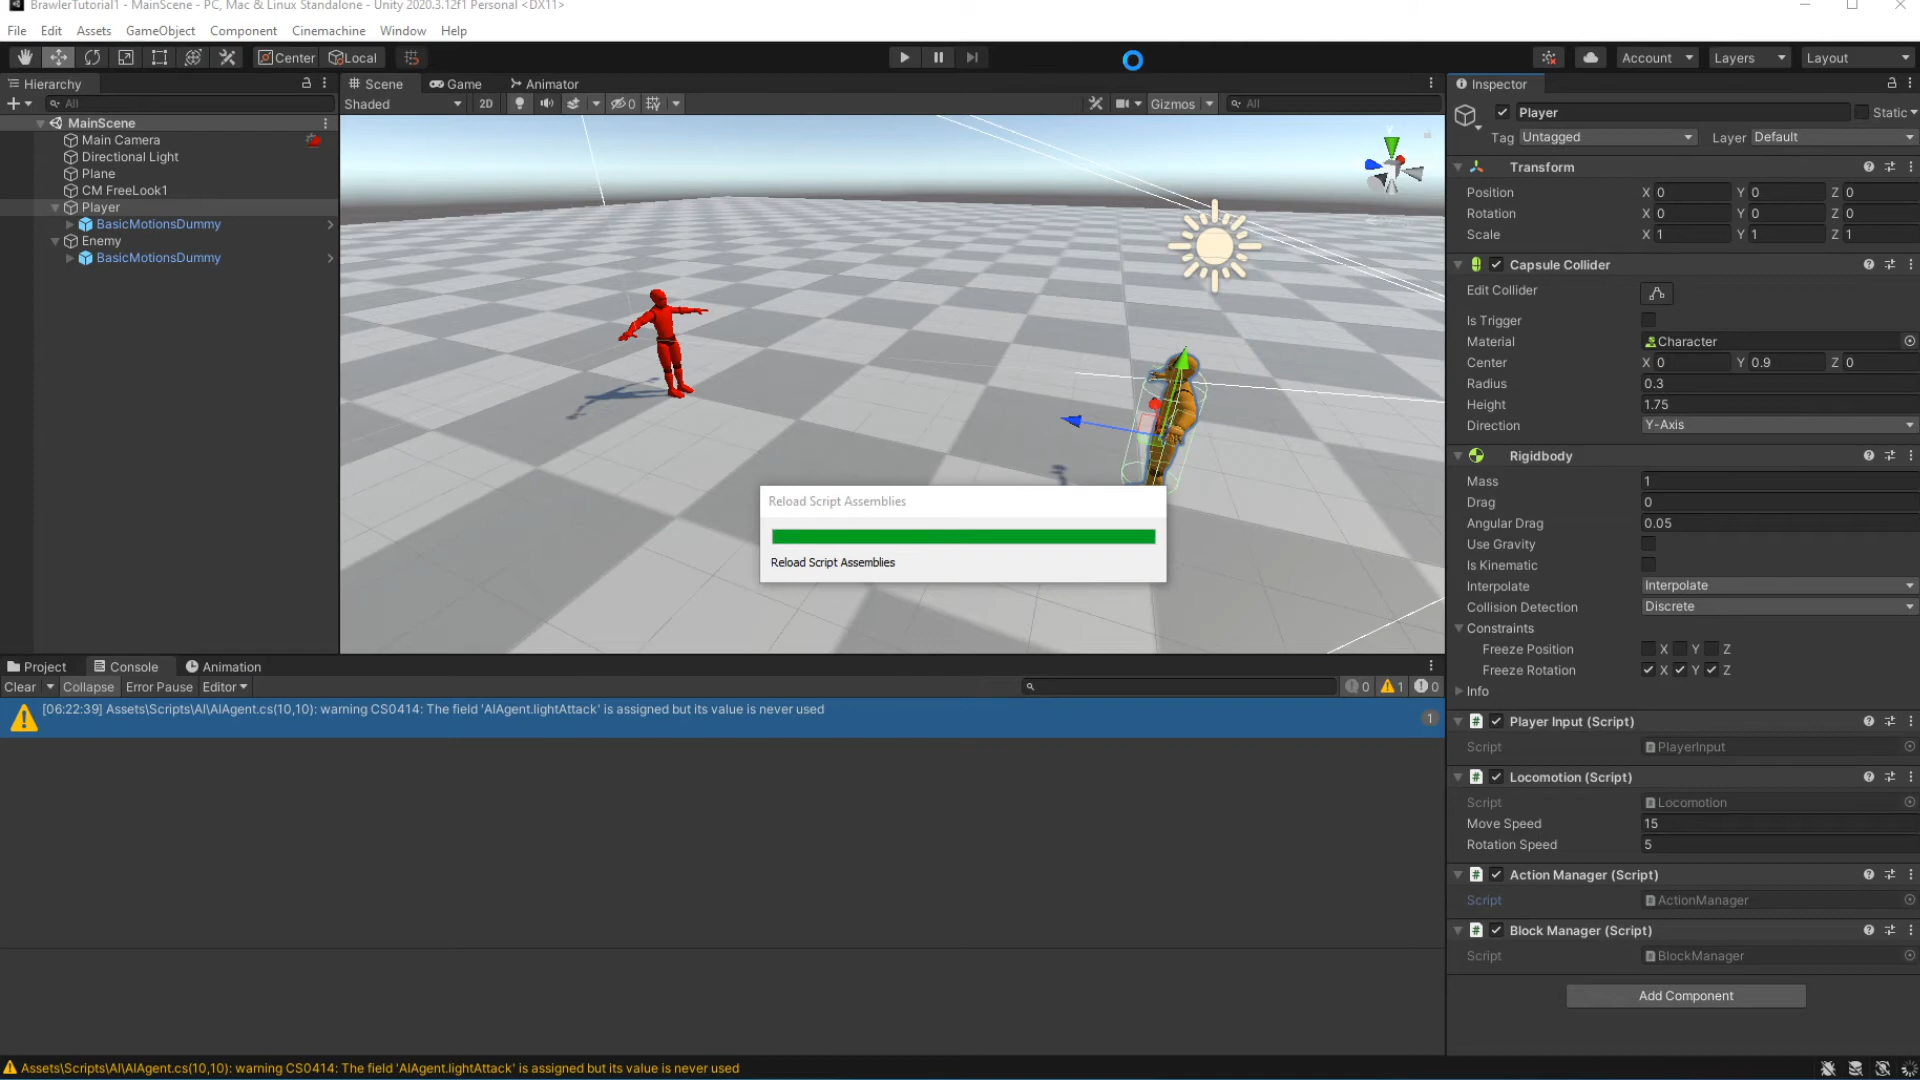 BrawlerTutorial1 - MainScene - PC, Mac & Linux Standalone - Unity 2020.3.12f1 Personal <DX11>
File Edit Assets GameObject Component Cinemachine Window Help
Center Local Account Layers Layout
Hierarchy Scene Game Animator Inspector
All Shaded 2D 0 Gizmos All
Player Static
Tag Untagged Layer Default
MainScene
Main Camera
Directional Light
Plane
CM FreeLook1
Player
BasicMotionsDummy
Enemy
BasicMotionsDummy
Transform
Position X 0 Y 0 Z 0
Rotation X 0 Y 0 Z 0
Scale X 1 Y 1 Z 1
Capsule Collider
Edit Collider
Is Trigger
Material Character
Center X 0 Y 0.9 Z 0
Radius 0.3
Height 1.75
Direction Y-Axis
Rigidbody
Mass 1
Drag 0
Angular Drag 0.05
Use Gravity
Is Kinematic
Interpolate Interpolate
Collision Detection Discrete
Constraints
Freeze Position X Y Z
Freeze Rotation X Y Z
Info
Player Input (Script)
Script PlayerInput
Locomotion (Script)
Script Locomotion
Move Speed 15
Rotation Speed 5
Action Manager (Script)
Script ActionManager
Block Manager (Script)
Script BlockManager
Add Component
Reload Script Assemblies
Reload Script Assemblies
Project Console Animation
Clear Collapse Error Pause Editor 0 1 0
[06:22:39] Assets\Scripts\AI\AIAgent.cs(10,10): warning CS0414: The field 'AIAgent.lightAttack' is assigned but its value is never used
1
Assets\Scripts\AI\AIAgent.cs(10,10): warning CS0414: The field 'AIAgent.lightAttack' is assigned but its value is never used